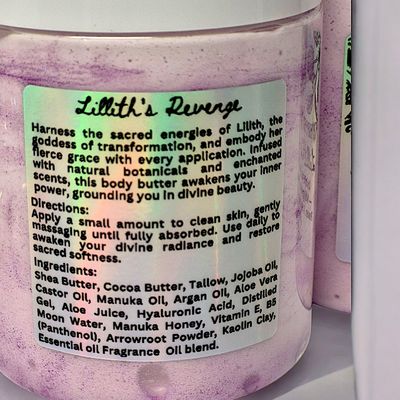 Lillith's Revenge
Harness the sacred energies of Lilith, the
goddess of transformation, and embody her
fierce grace with every application. Infused
with natural botanicals and enchanted
scents, this body butter awakens your inner
power, grounding you in divine beauty.
Directions:
Apply a small amount to clean skin, gently
massaging until fully absorbed. Use daily to
awaken your divine radiance and restore
sacred softness.
Ingredients:
Shea Butter, Cocoa Butter, Tallow, Jojoba Oil,
Castor Oil, Manuka Oil, Argan Oil, Aloe Vera
Gel, Aloe Juice, Hyaluronic Acid, Distilled
Moon Water, Manuka Honey, Vitamin E, B5
(Panthenol), Arrowroot Powder, Kaolin Clay,
Essential oil Fragrance Oil blend.